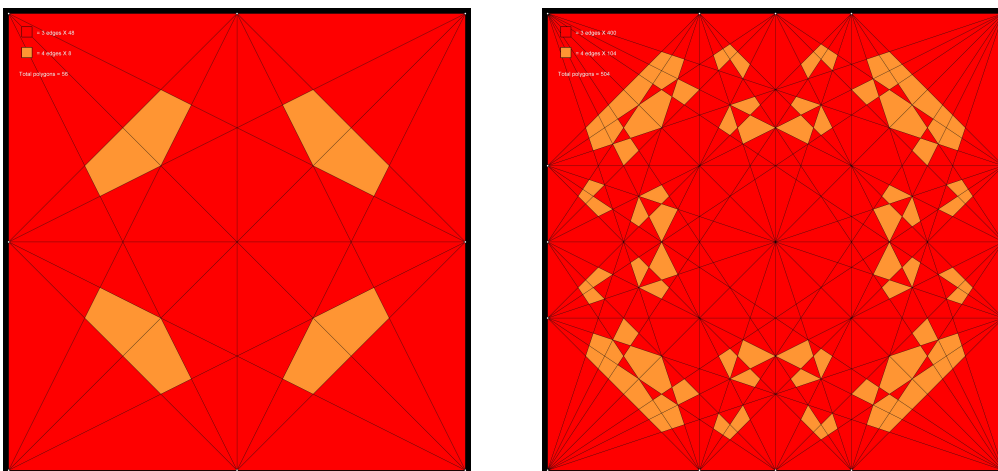 = 3 edges X 48
= 4 edges X 8
Total polygons = 56
= 3 edges X 400
= 4 edges X 104
Total polygons = 504